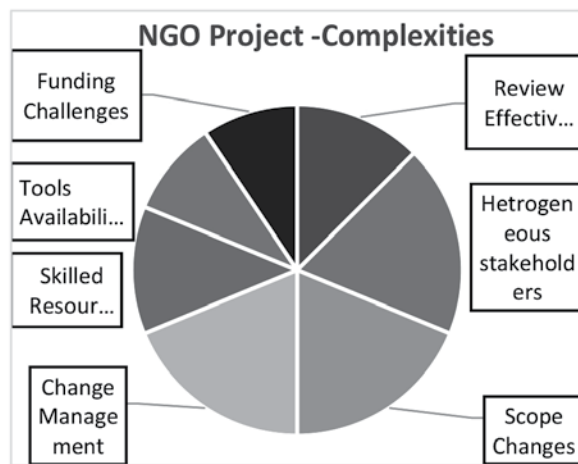 NGO Project -Complexities
Funding
Challenges
Review
Effectiv...
Tools
Availabili...
Hetrogen
eous
stakehold
ers
Skilled
Resour...
Change
Manage
ment
Scope
Changes